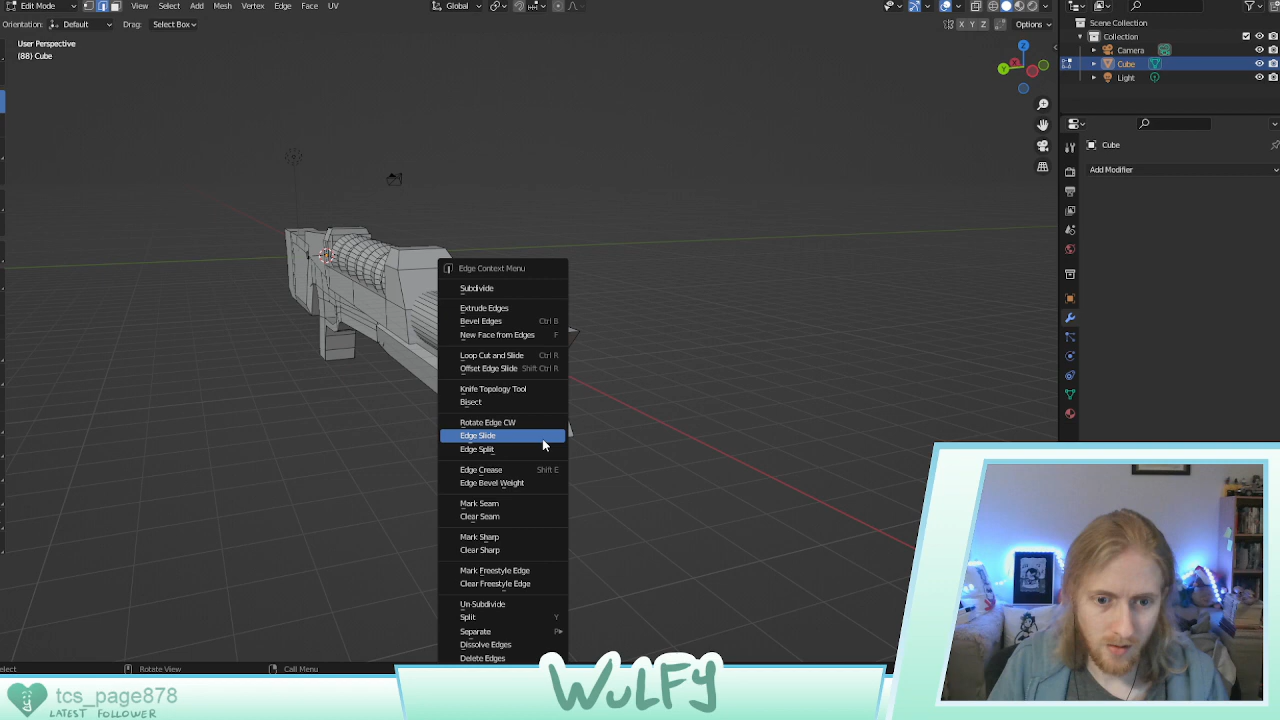 Edit Mode Select Add Mesh Vertex Edge Face UV Global
Orientation: Default Drag: Select Box X Y Z Options
User Perspective
(88) Cube
Z
Y
X
Scene Collection
Collection
Camera
Cube
Light
Cube
Add Modifier
Edge Context Menu
Subdivide
Extrude Edges
Bevel Edges Ctrl B
New Face from Edges F
Loop Cut and Slide Ctrl R
Offset Edge Slide Shift Ctrl R
Knife Topology Tool
Bisect
Rotate Edge CW
Edge Slide
Edge Split
Edge Crease Shift E
Edge Bevel Weight
Mark Seam
Clear Seam
Mark Sharp
Clear Sharp
Mark Freestyle Edge
Clear Freestyle Edge
Un-Subdivide
Split Y
Separate P
Dissolve Edges
Delete Edges
elect Rotate View Call Menu
tcs_page878
LATEST FOLLOWER
WULFY